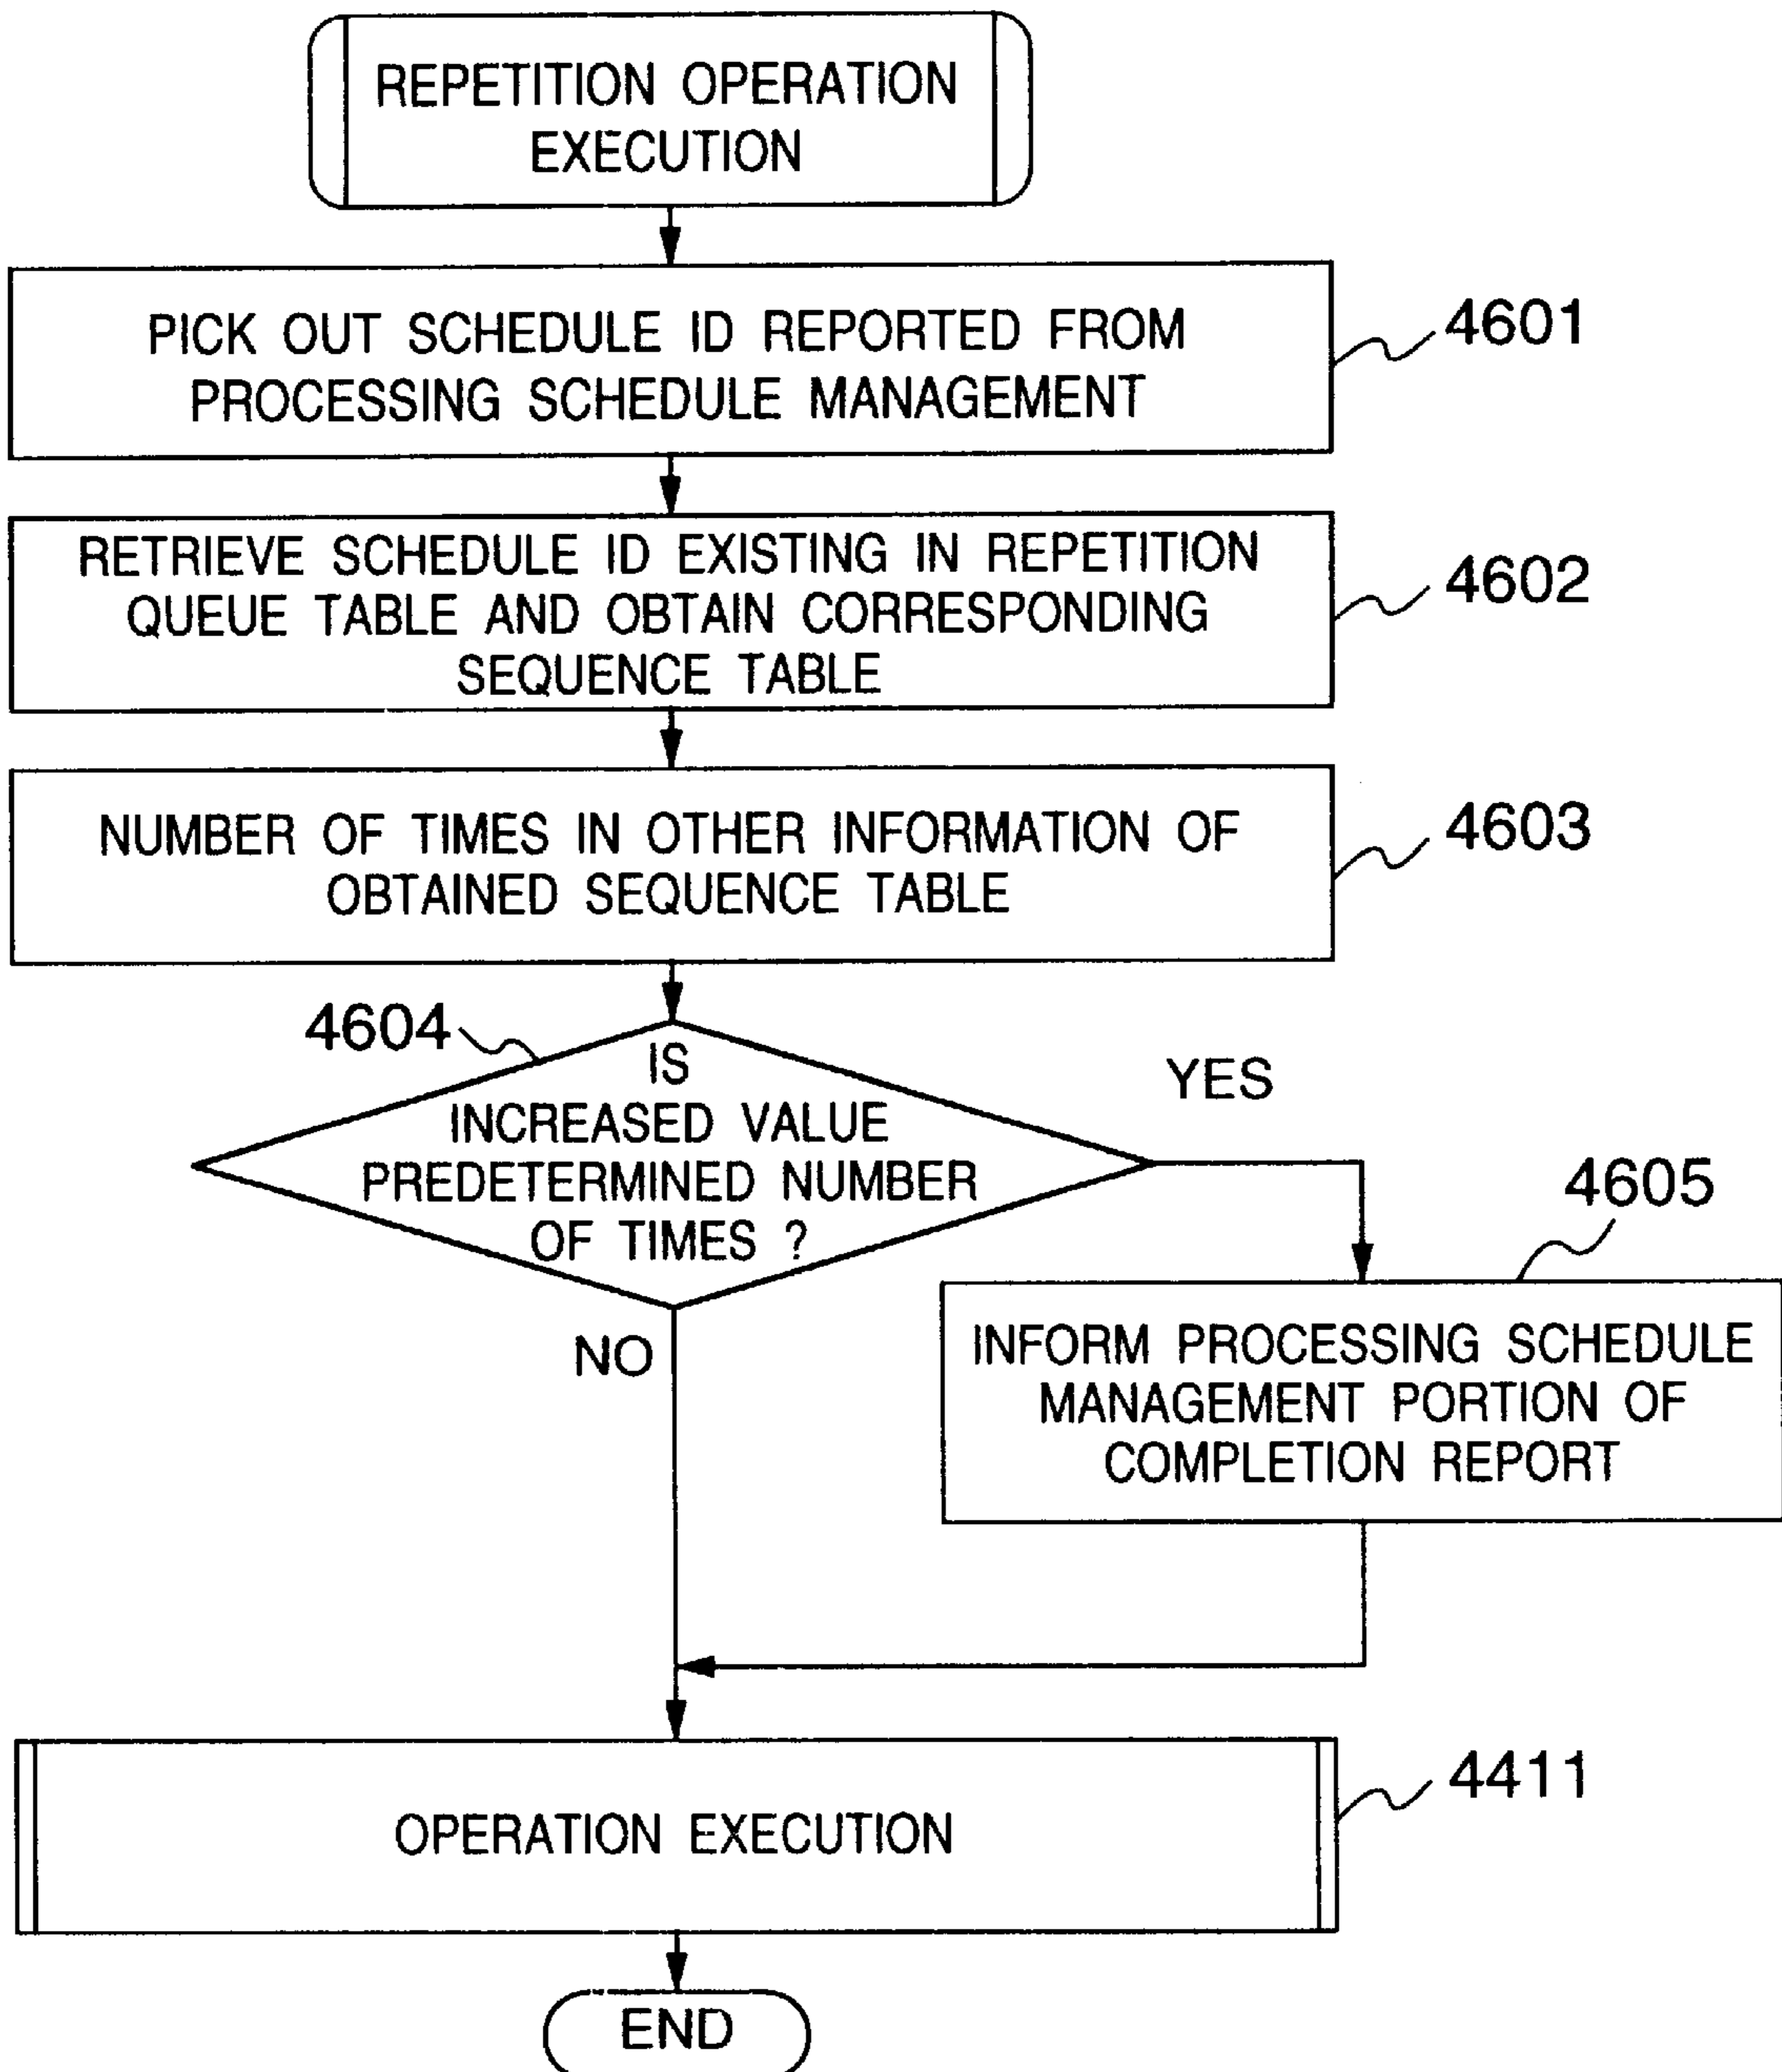 REPETITION OPERATION
EXECUTION
PICK OUT SCHEDULE ID REPORTED FROM
PROCESSING SCHEDULE MANAGEMENT
4601
RETRIEVE SCHEDULE ID EXISTING IN REPETITION
QUEUE TABLE AND OBTAIN CORRESPONDING
SEQUENCE TABLE
4602
NUMBER OF TIMES IN OTHER INFORMATION OF
OBTAINED SEQUENCE TABLE
4603
4604
IS
INCREASED VALUE
PREDETERMINED NUMBER
OF TIMES ?
YES
NO
4605
INFORM PROCESSING SCHEDULE
MANAGEMENT PORTION OF
COMPLETION REPORT
OPERATION EXECUTION
4411
END